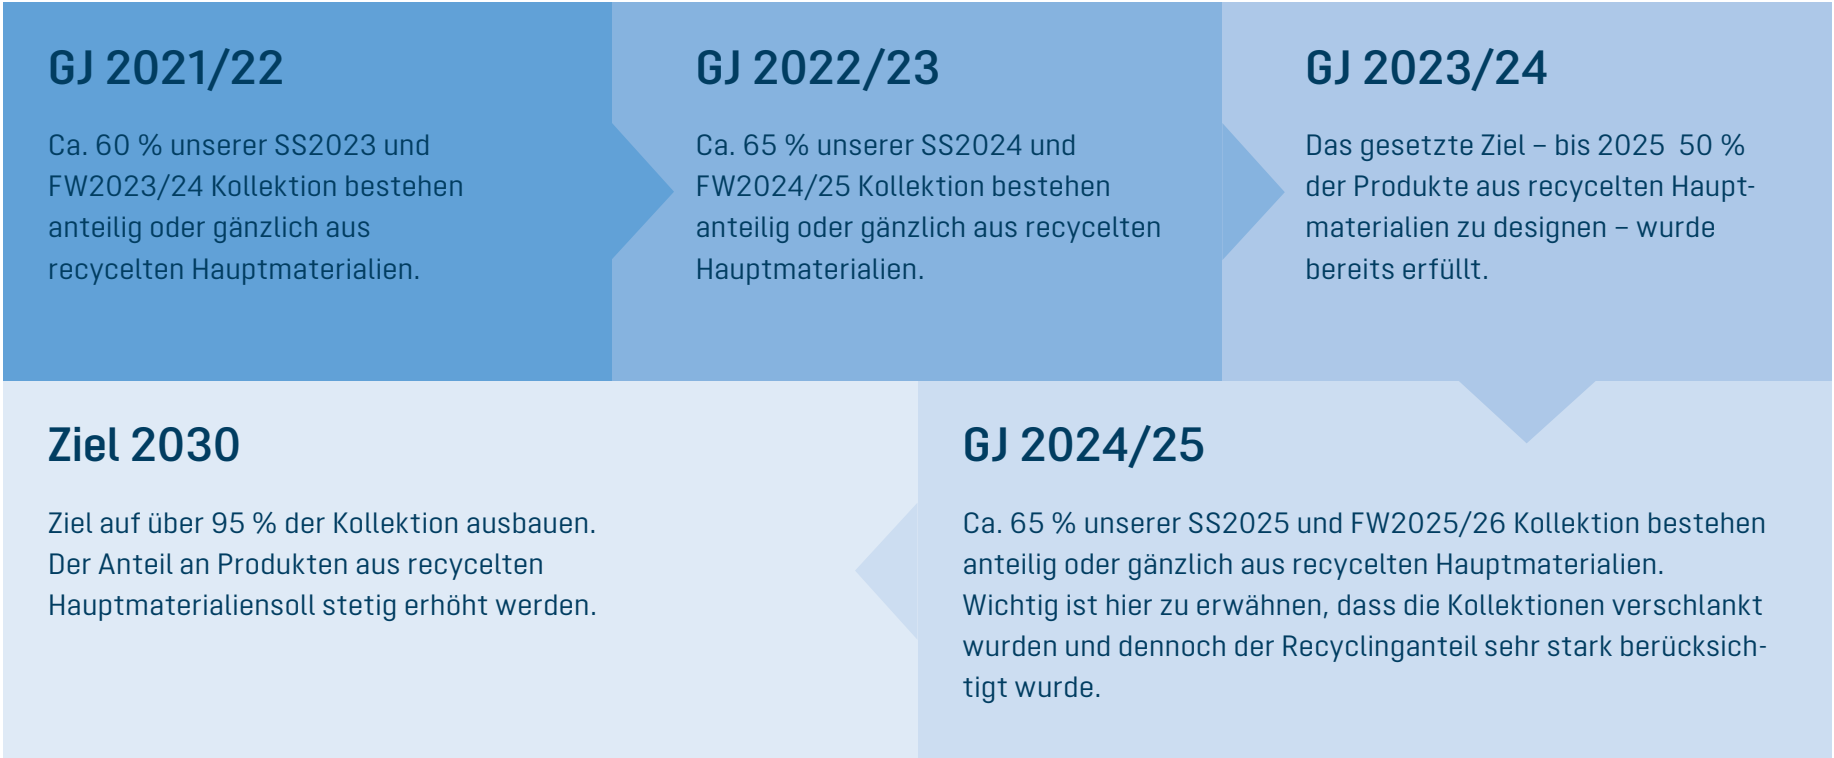 GJ 2021/22
Ca. 60 % unserer SS2023 und
FW2023/24 Kollektion bestehen
anteilig oder gänzlich aus
recycelten Hauptmaterialien.
GJ 2022/23
Ca. 65 % unserer SS2024 und
FW2024/25 Kollektion bestehen
anteilig oder gänzlich aus recycelten
Hauptmaterialien.
GJ 2023/24
Das gesetzte Ziel – bis 2025 50 %
der Produkte aus recycelten Haupt-
materialien zu designen – wurde
bereits erfüllt.
GJ 2024/25
Ca. 65 % unserer SS2025 und FW2025/26 Kollektion bestehen
anteilig oder gänzlich aus recycelten Hauptmaterialien.
Wichtig ist hier zu erwähnen, dass die Kollektionen verschlankt
wurden und dennoch der Recyclinganteil sehr stark berücksich-
tigt wurde.
Ziel 2030
Ziel auf über 95 % der Kollektion ausbauen.
Der Anteil an Produkten aus recycelten
Hauptmaterialiensoll stetig erhöht werden.